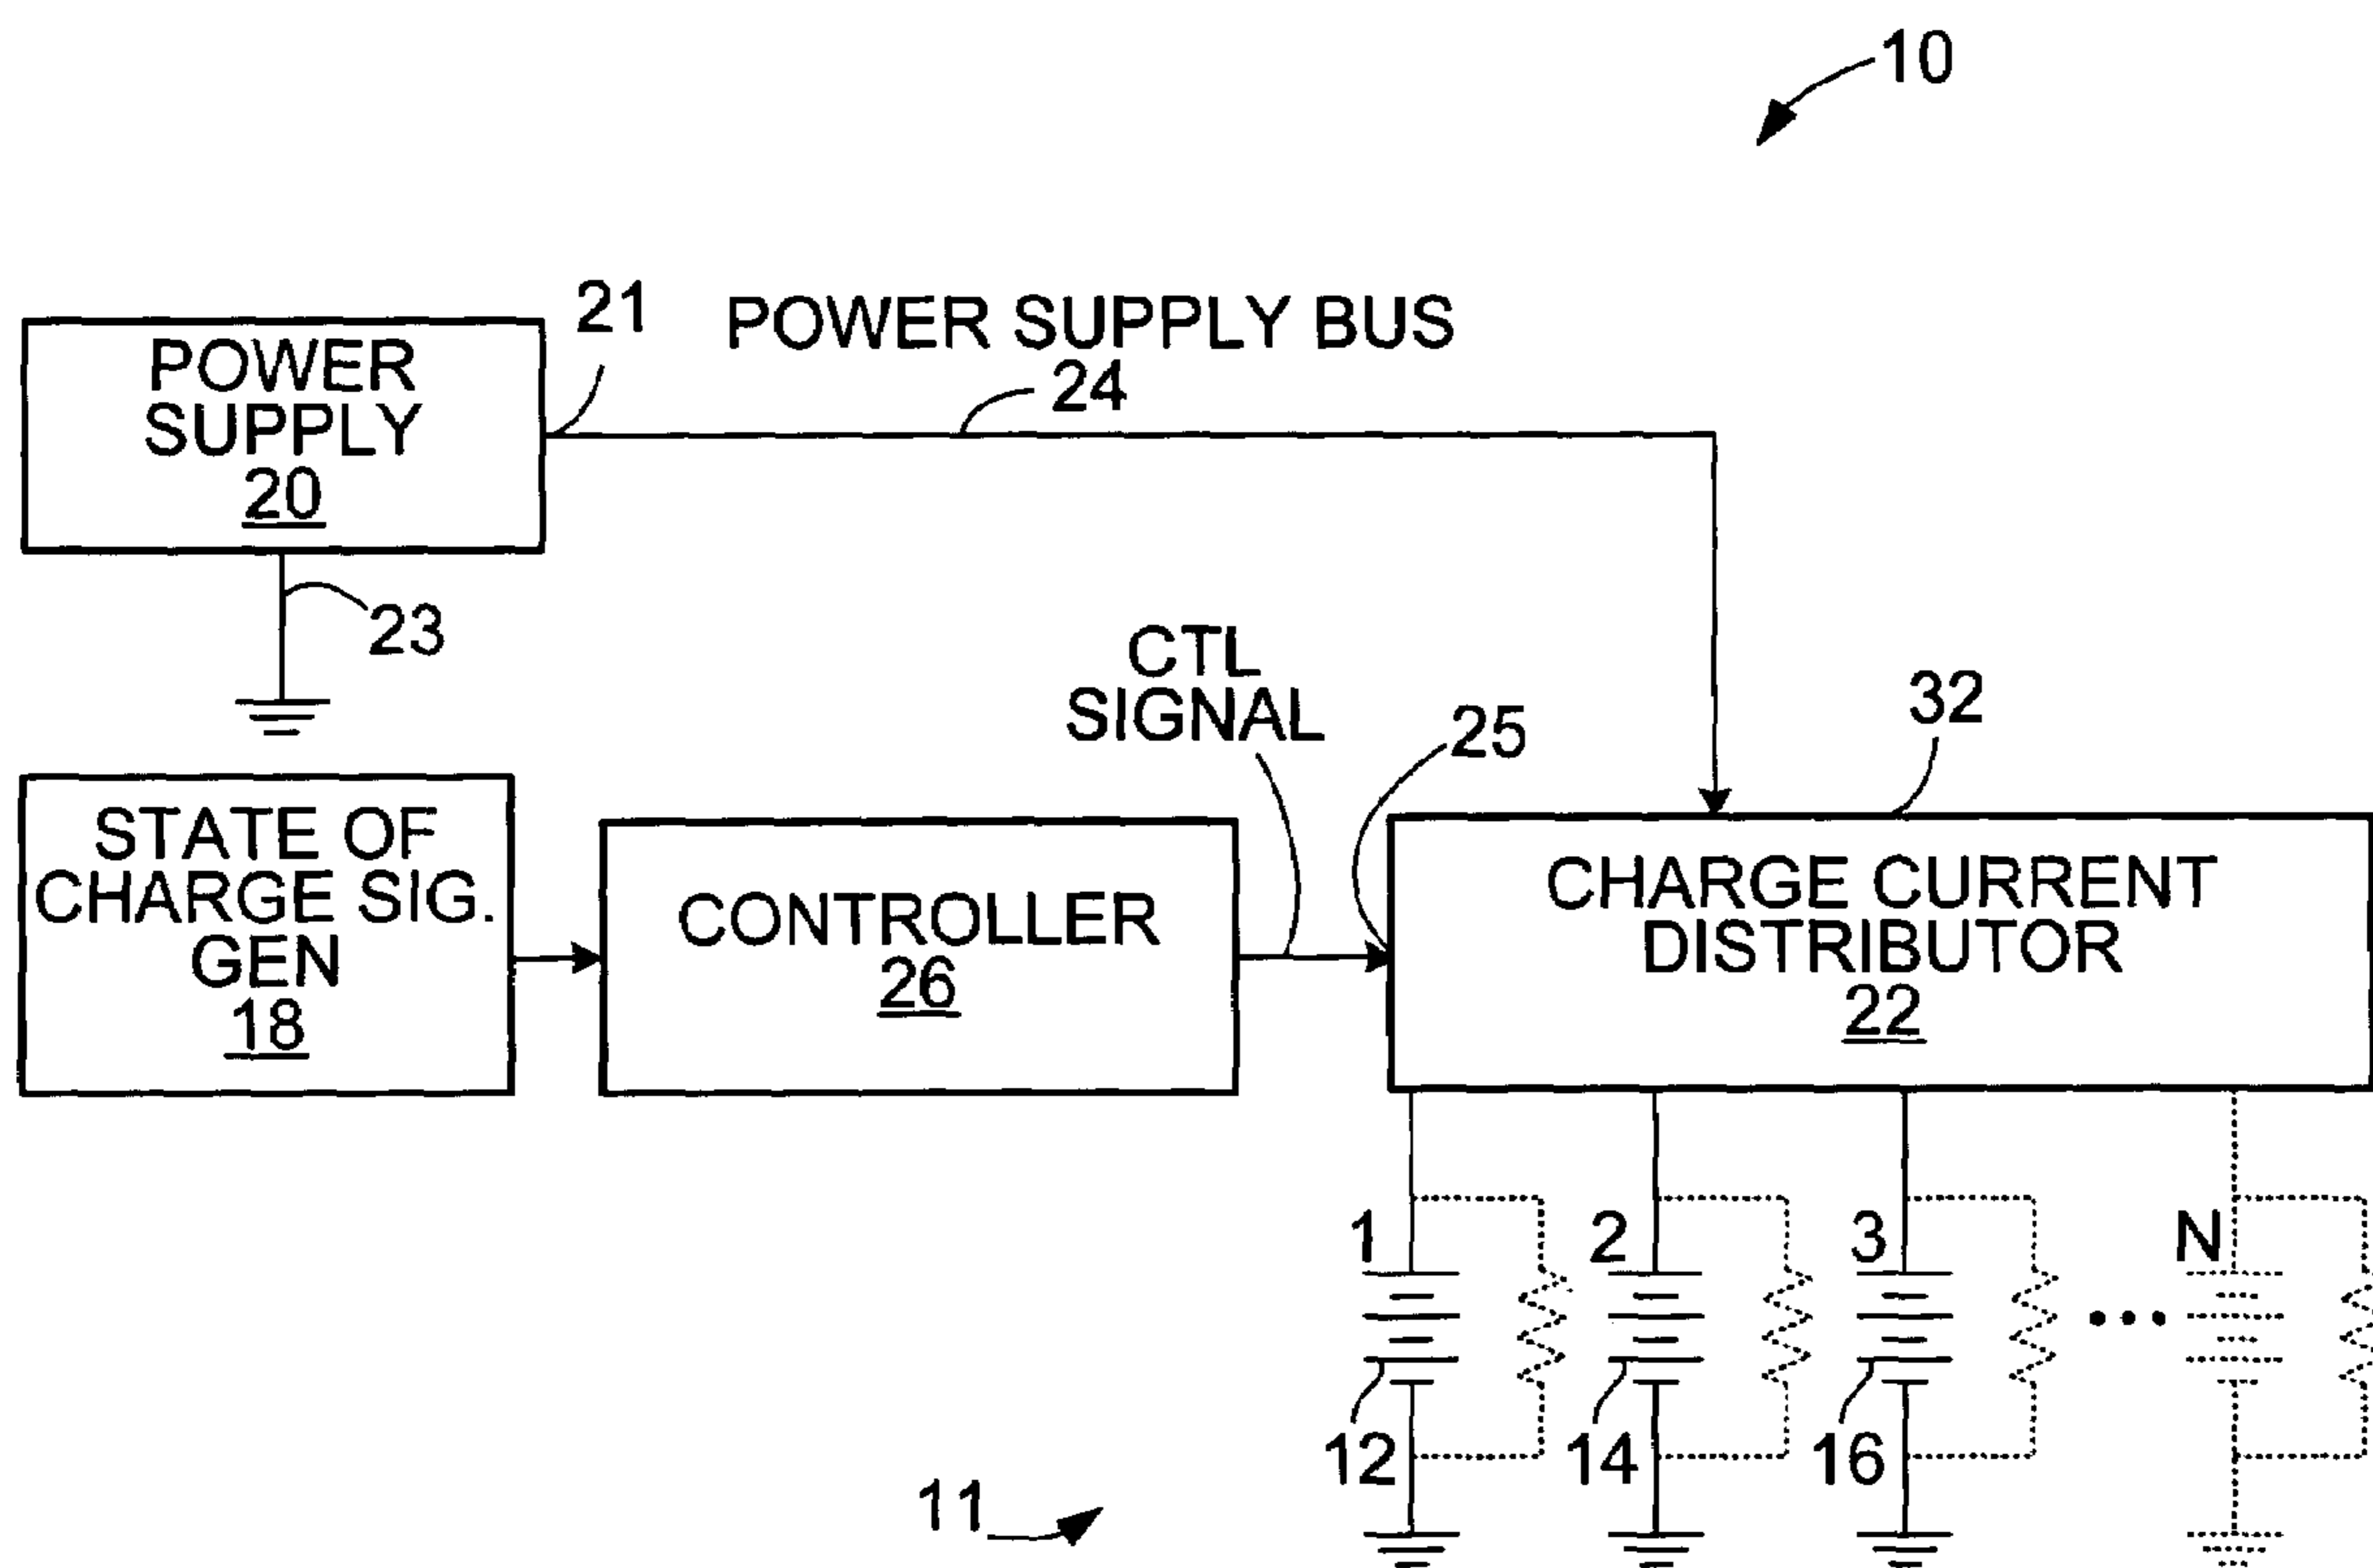 10
21
POWER SUPPLY BUS
24
POWER
SUPPLY
20
23
CTL
SIGNAL
25
32
STATE OF
CHARGE SIG.
GEN
18
CONTROLLER
26
CHARGE CURRENT
DISTRIBUTOR
22
1
2
3
N
12
14
16
11